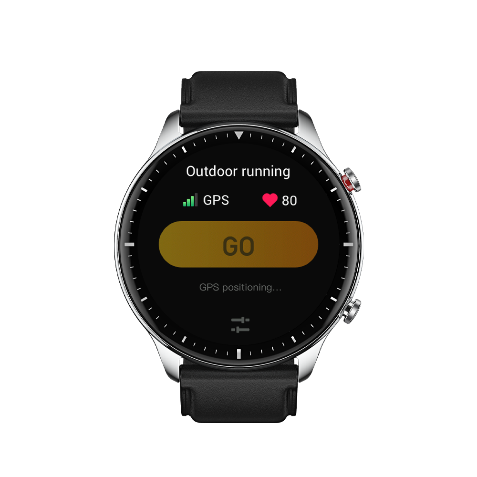 Outdoor running
GPS 80
GO
GPS positioning...